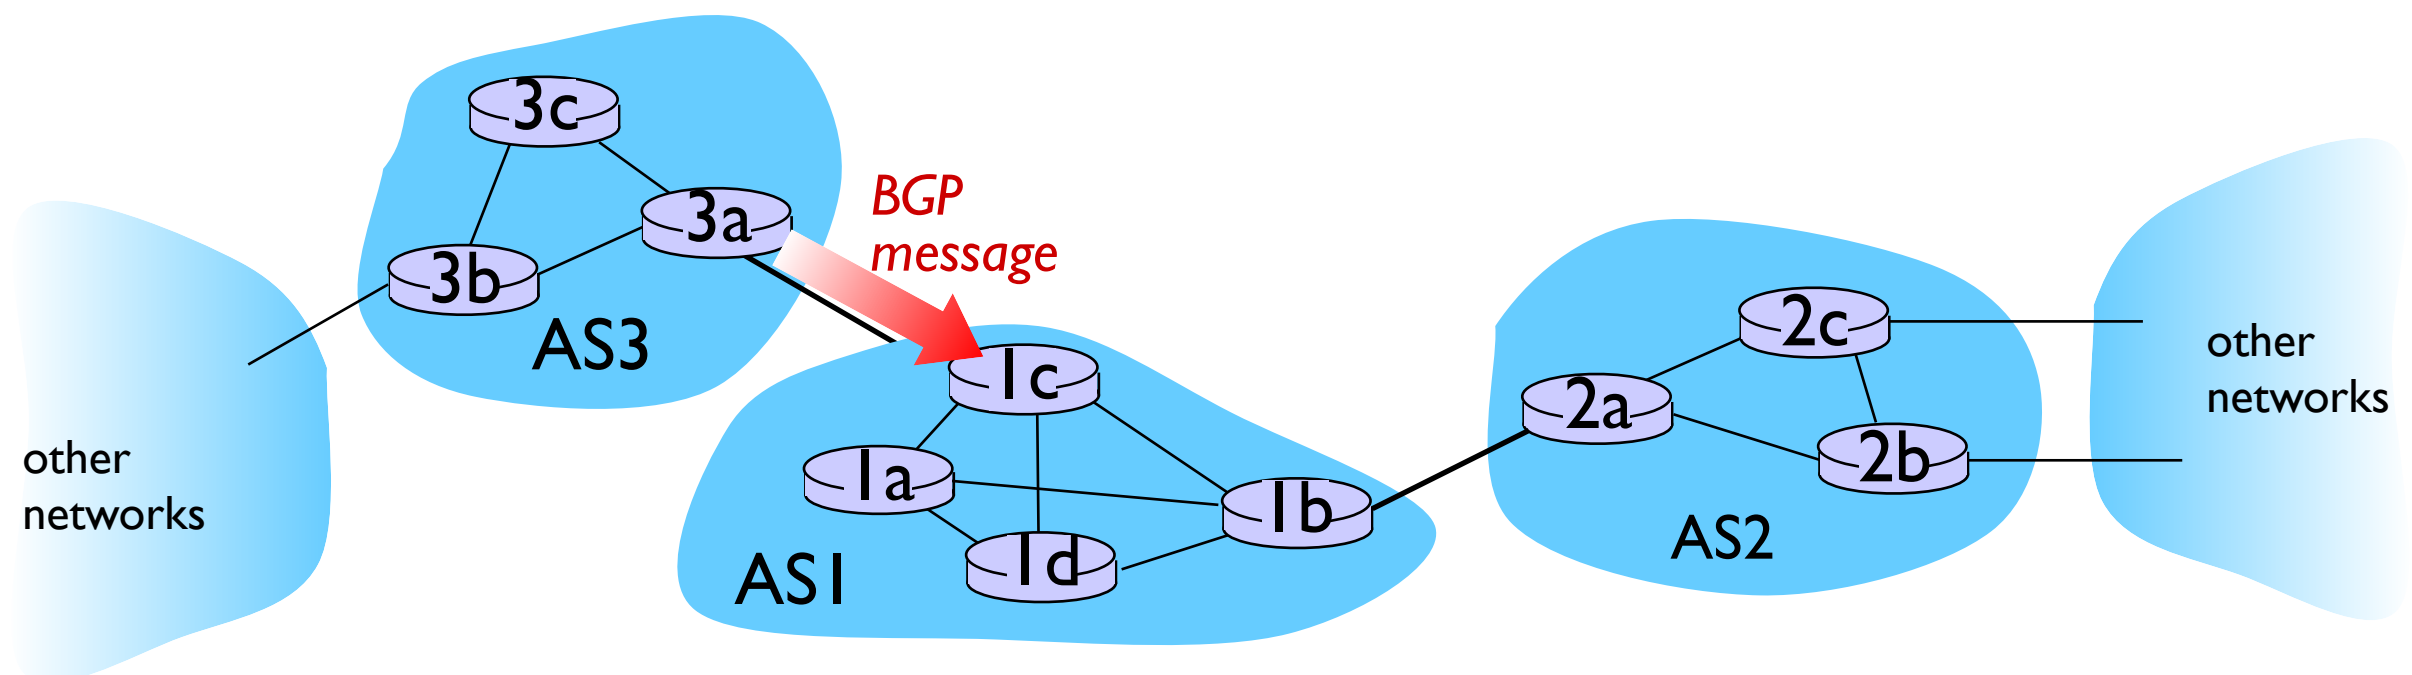 3c
BGP
3a
message
3b
2c
other
AS3
networks
1c
2a
other
2b
networks
1a
1b
AS2
1d
AS1